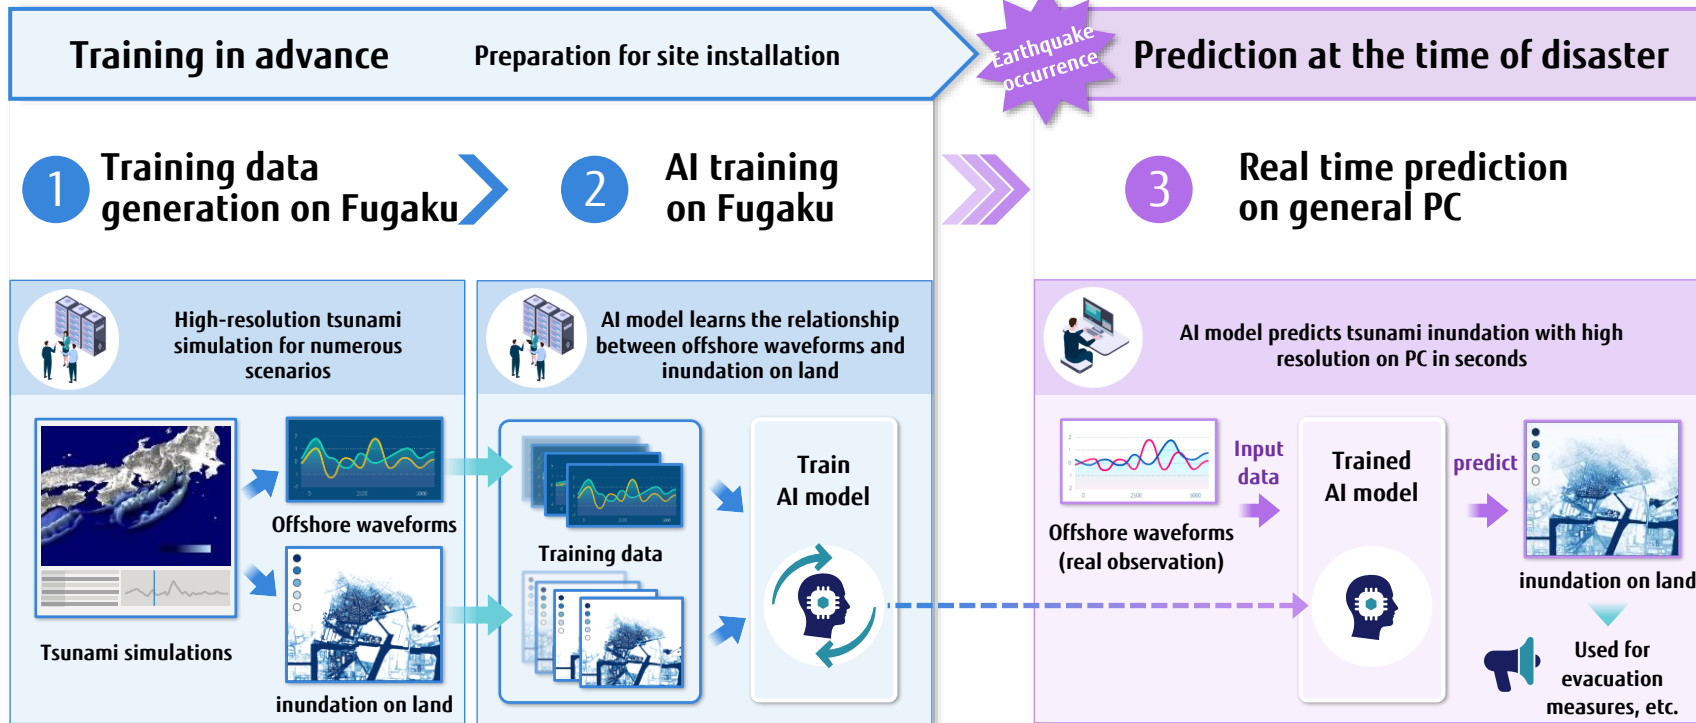 Training in advance
Preparation for site installation
Earthquake
occurrence
Prediction at the time of disaster
1
Training data
generation on Fugaku
2
AI training
on Fugaku
3
Real time prediction
on general PC
High-resolution tsunami
simulation for numerous
scenarios
Tsunami simulations
Offshore waveforms
inundation on land
AI model learns the relationship
between offshore waveforms and
inundation on land
Training data
Train
AI model
AI model predicts tsunami inundation with high
resolution on PC in seconds
Offshore waveforms
(real observation)
Input
data
Trained
AI model
predict
inundation on land
Used for
evacuation
measures, etc.